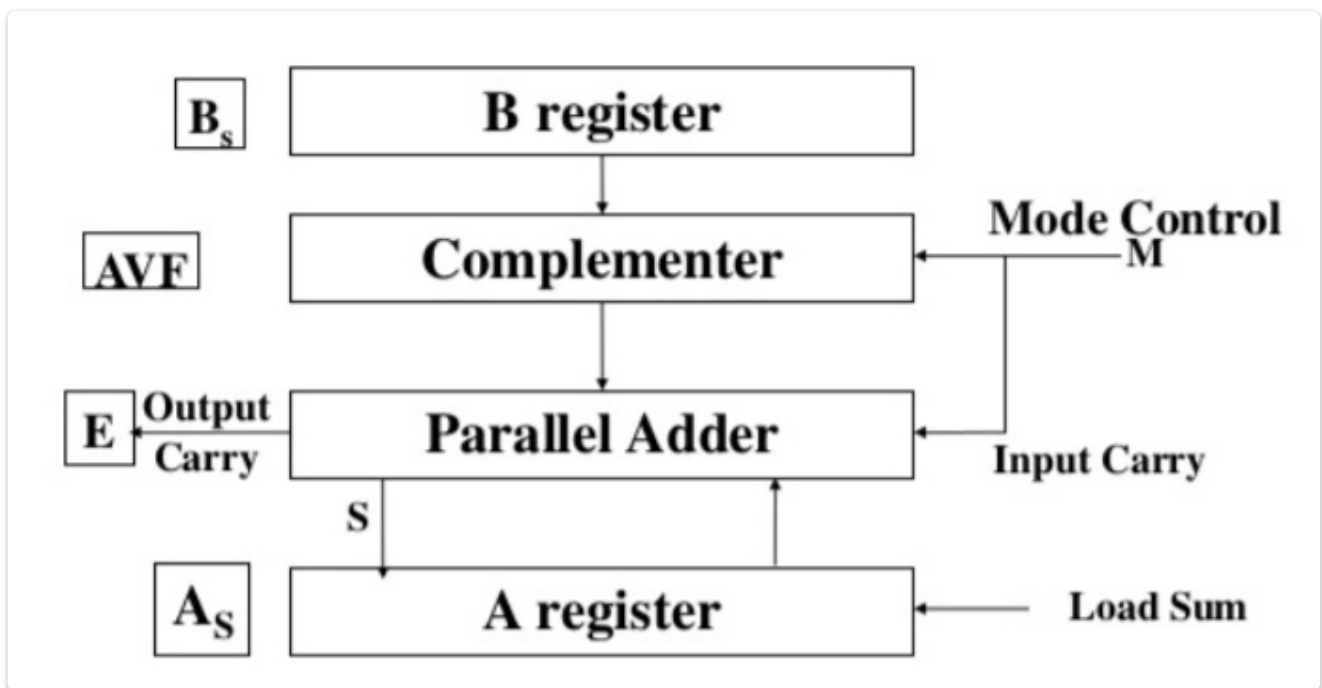 B register
Bs
Mode Control
M
Complementer
AVF
Output
Carry
E
Parallel Adder
Input Carry
S
As
A register
Load Sum